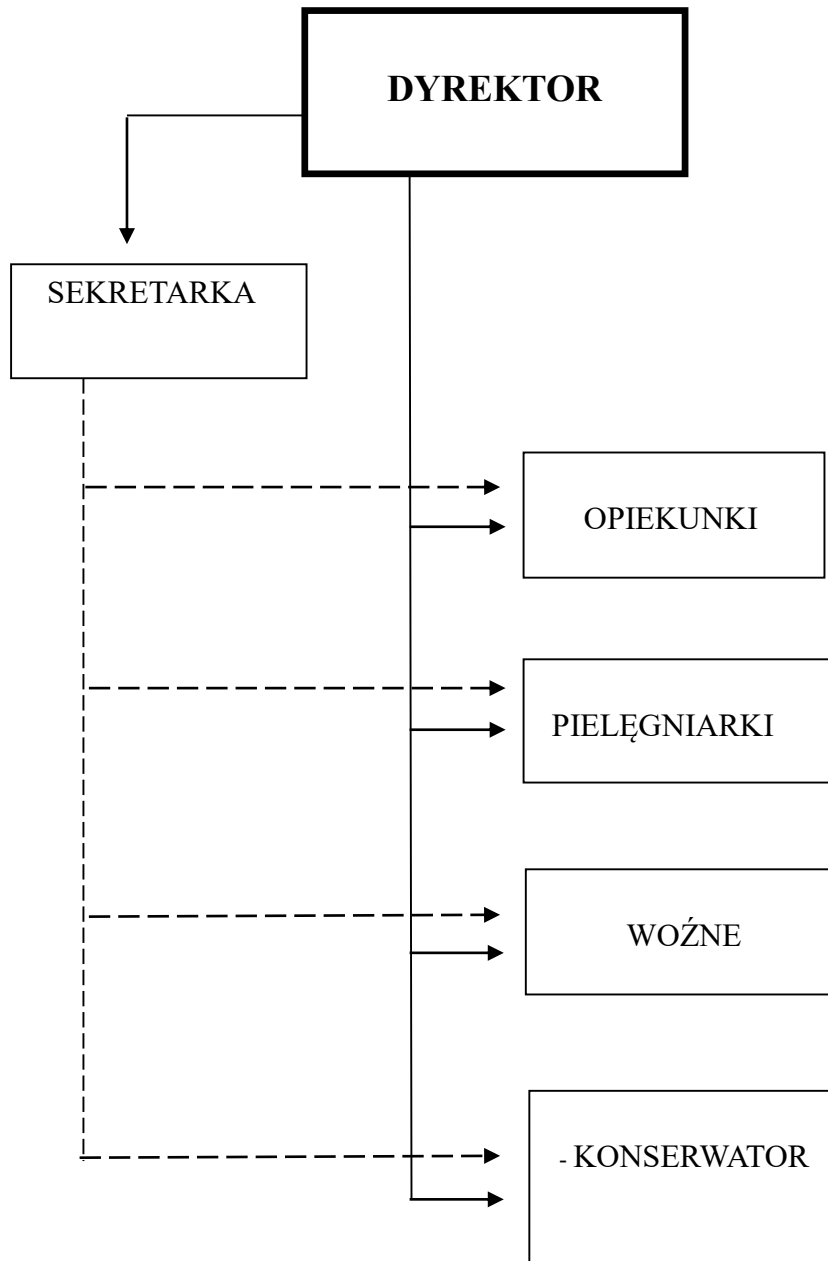 DYREKTOR
SEKRETARKA
OPIEKUNKI
PIELĘGNIARKI
WOŹNE
- KONSERWATOR